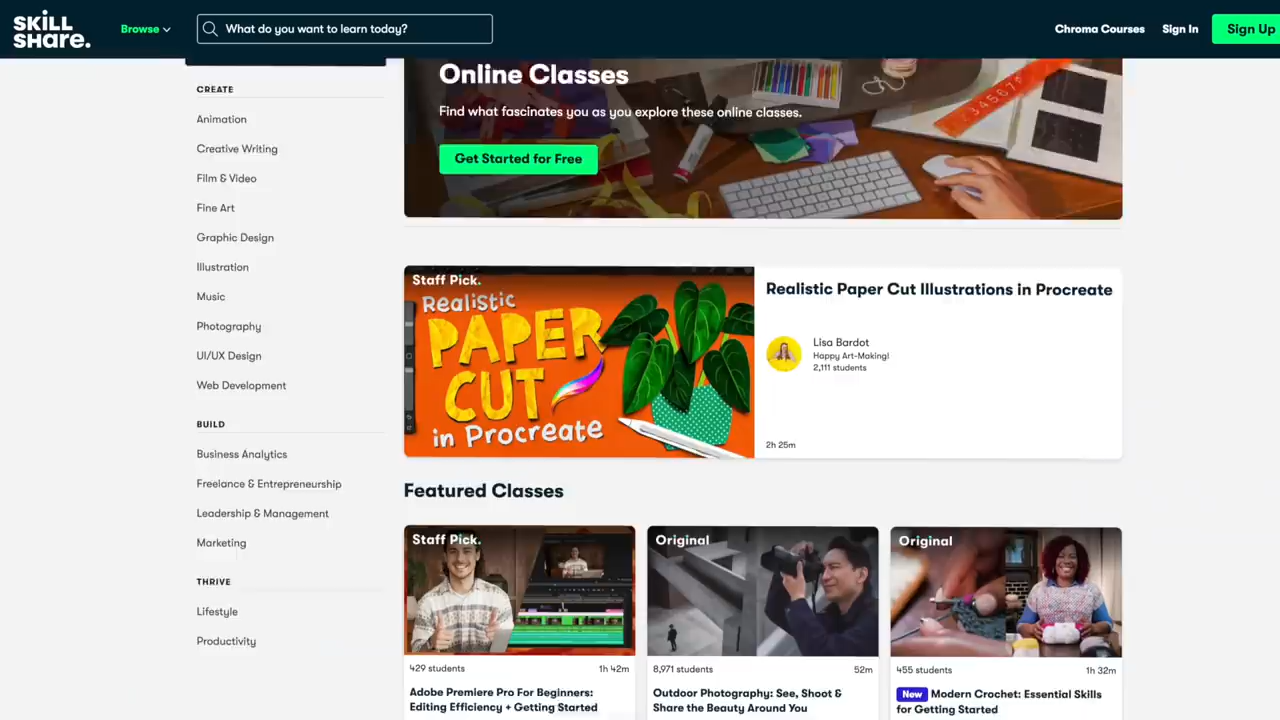 SKILL
SHARE.
Browse
What do you want to learn today?
Chroma Courses
Sign In
Sign Up
CREATE
Animation
Creative Writing
Film & Video
Fine Art
Graphic Design
Illustration
Music
Photography
UI/UX Design
Web Development
BUILD
Business Analytics
Freelance & Entrepreneurship
Leadership & Management
Marketing
THRIVE
Lifestyle
Productivity
Online Classes
Find what fascinates you as you explore these online classes.
Get Started for Free
Staff Pick.
Realistic
PAPER
CUT
in Procreate
Realistic Paper Cut Illustrations in Procreate
Lisa Bardot
Happy Art-Making!
2,111 students
2h 25m
Featured Classes
Staff Pick.
429 students
1h 42m
Adobe Premiere Pro For Beginners:
Editing Efficiency + Getting Started
Original
8,971 students
52m
Outdoor Photography: See, Shoot &
Share the Beauty Around You
Original
455 students
1h 32m
New Modern Crochet: Essential Skills
for Getting Started